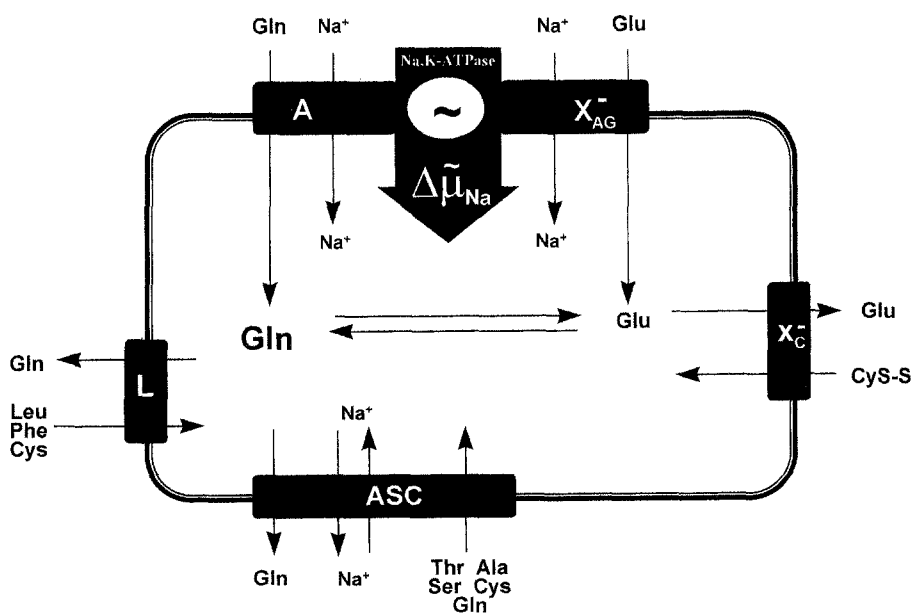 Gln Na⁺ Na⁺ Glu
Na,K-ATPase
A ~ X⁻AG
Δμ̃Na
Na⁺ Na⁺
Gln Glu Glu
X⁻C
Gln
L
CyS-S
Leu
Phe
Cys
Na⁺
ASC
Gln Na⁺ Thr Ala
Ser Cys
Gln